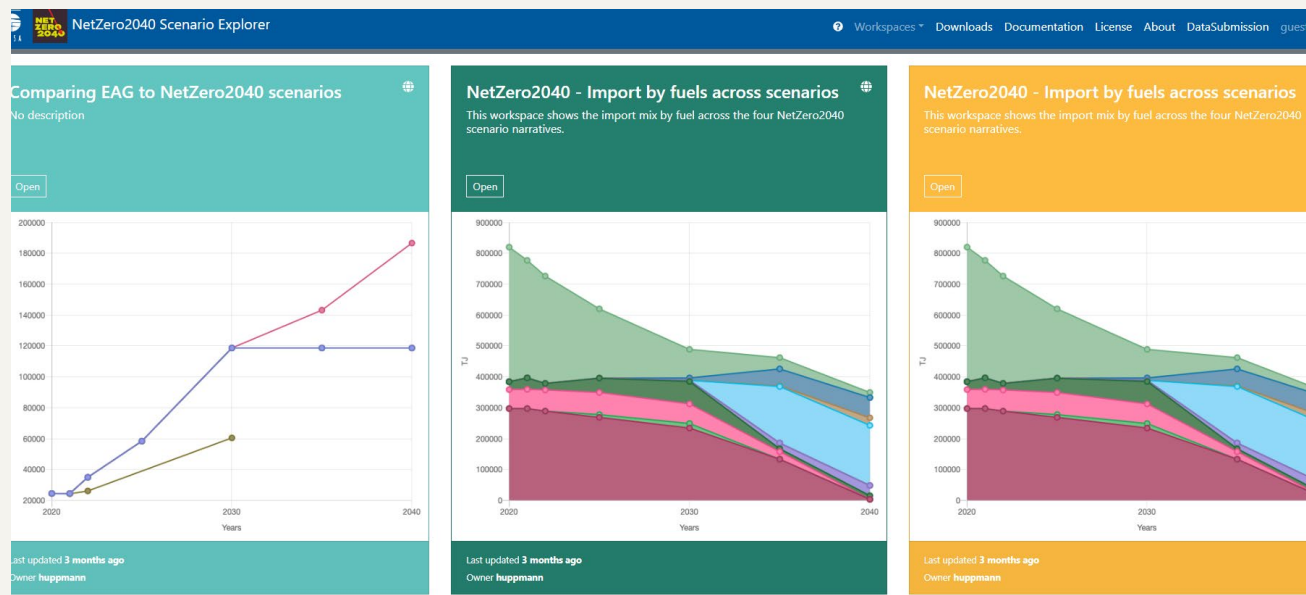 NET ZERO 2040
NetZero2040 Scenario Explorer
Workspaces Downloads Documentation License About DataSubmission
Comparing EAG to NetZero2040 scenarios
No description
Open
200000
180000
160000
140000
120000
100000
80000
60000
40000
20000
2020
2030
2040
Years
Last updated 3 months ago
Owner huppmann
NetZero2040 - Import by fuels across scenarios
This workspace shows the import mix by fuel across the four NetZero2040
scenario narratives.
Open
900000
800000
700000
600000
500000
400000
300000
200000
100000
0
TJ
2020
2030
2040
Years
Last updated 3 months ago
Owner huppmann
NetZero2040 - Import by fuels across scenarios
This workspace shows the import mix by fuel across the four NetZero2040
scenario narratives.
Open
900000
800000
700000
600000
500000
400000
300000
200000
100000
0
TJ
2020
2030
Years
Last updated 3 months ago
Owner huppmann